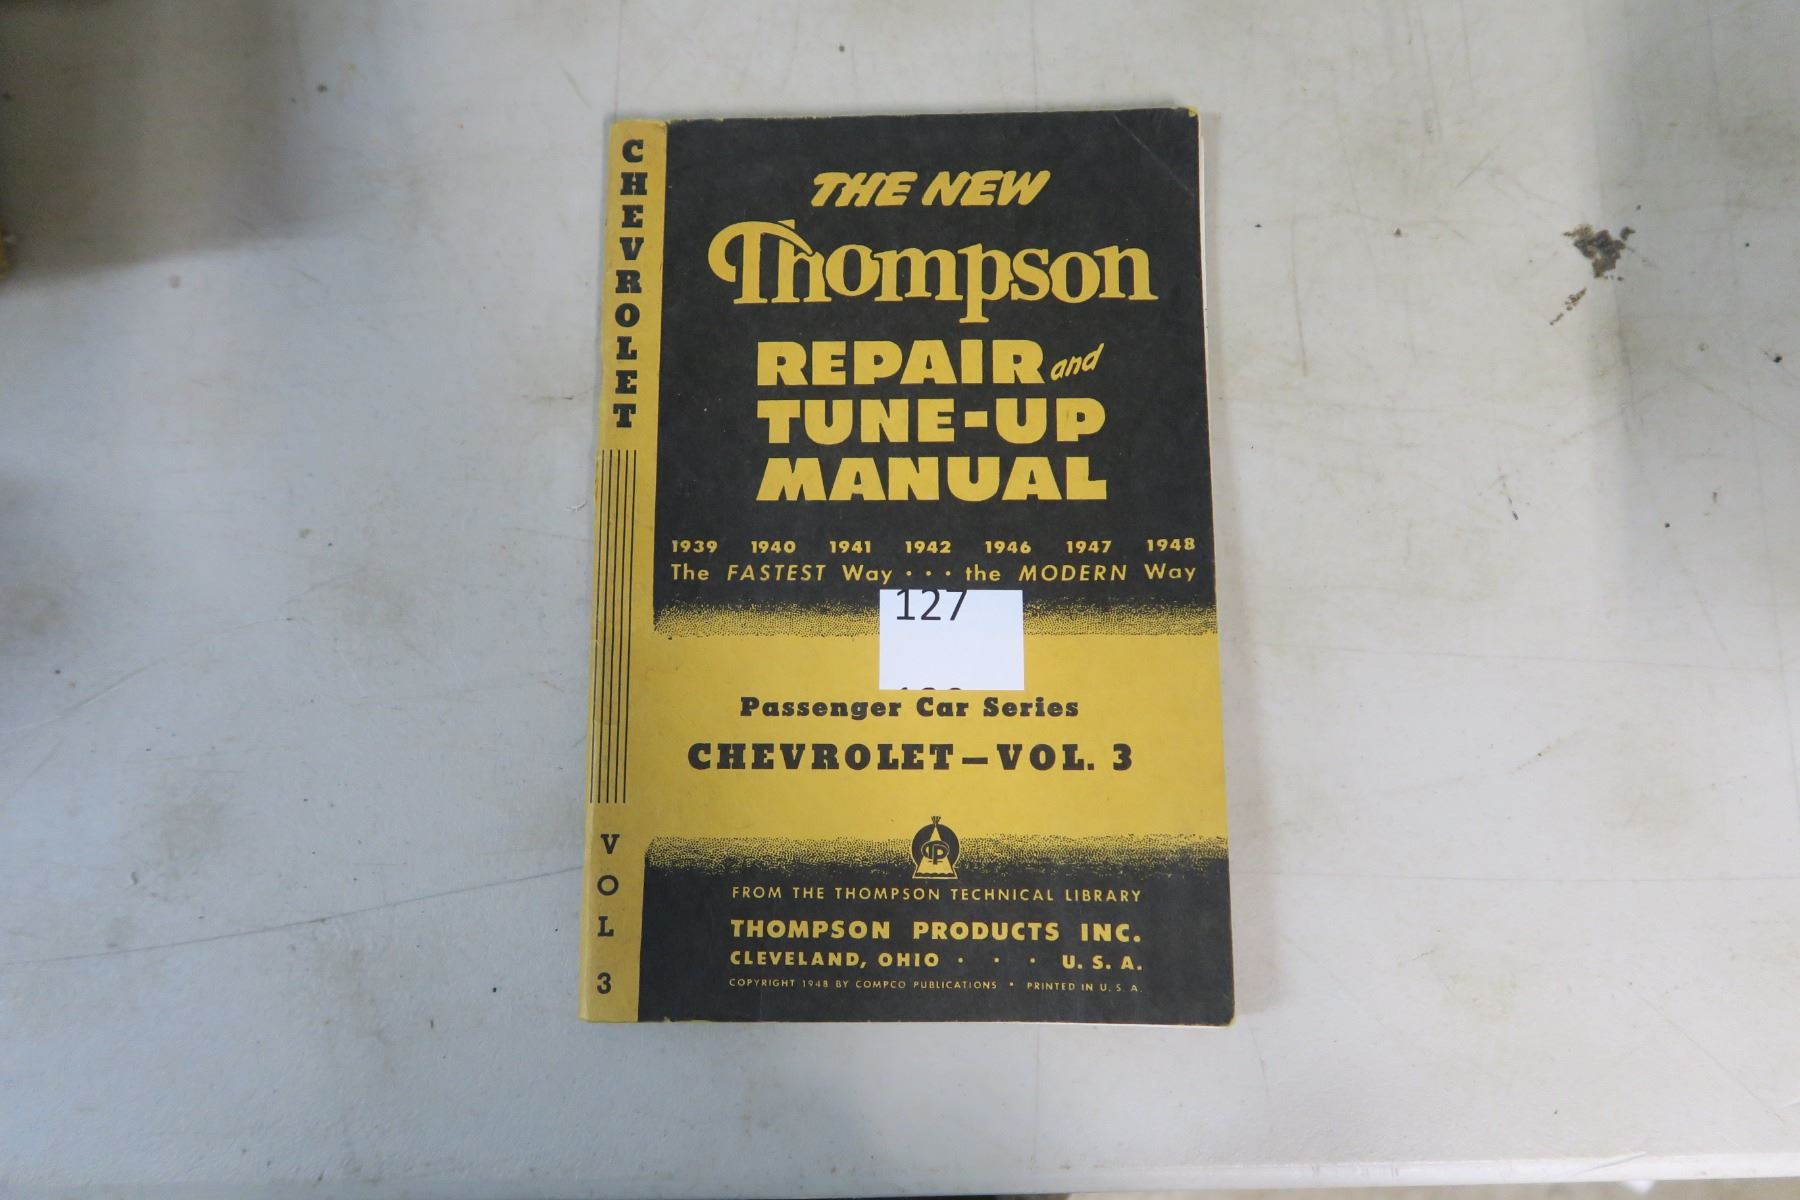 CHEVROLET
VOL 3
THE NEW
Thompson
REPAIR and
TUNE-UP
MANUAL
1939 1940 1941 1942 1946 1947 1948
The FASTEST Way . . . the MODERN Way
127
Passenger Car Series
CHEVROLET—VOL. 3
TP
FROM THE THOMPSON TECHNICAL LIBRARY
THOMPSON PRODUCTS INC.
CLEVELAND, OHIO . . . U. S. A.
COPYRIGHT 1948 BY COMPCO PUBLICATIONS • PRINTED IN U. S. A.